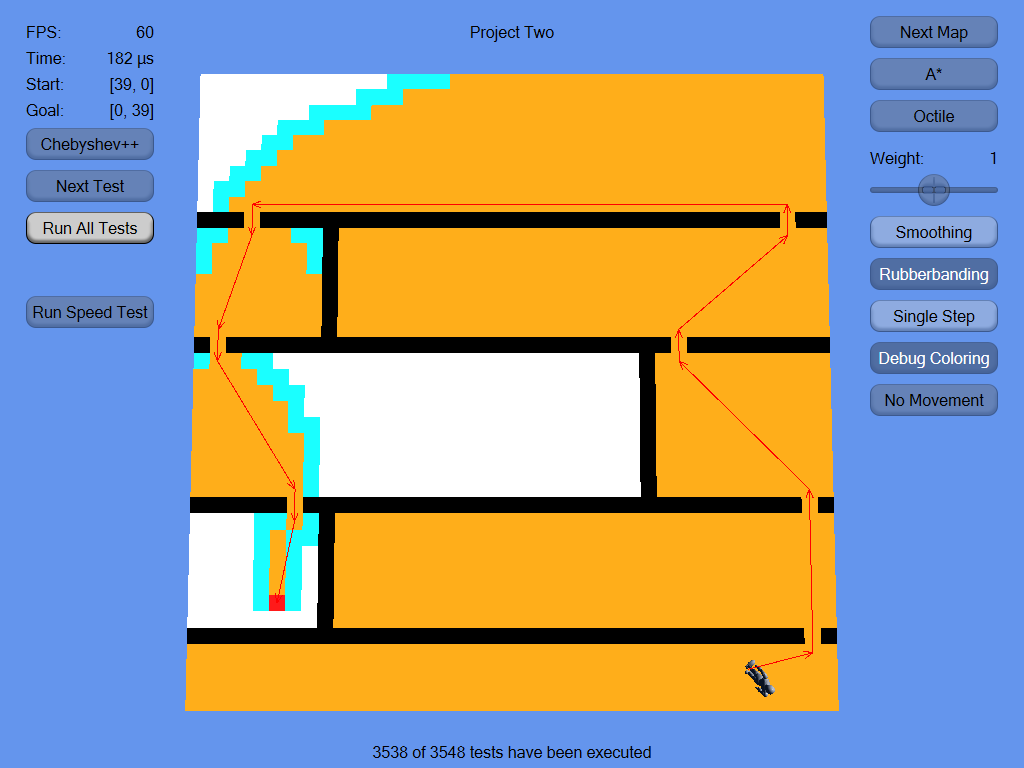 Project Two
FPS: 60
Time: 182 µs
Start: [39, 0]
Goal: [0, 39]
Chebyshev++
Next Test
Run All Tests
Run Speed Test
Next Map
A*
Octile
Weight: 1
Smoothing
Rubberbanding
Single Step
Debug Coloring
No Movement
3538 of 3548 tests have been executed